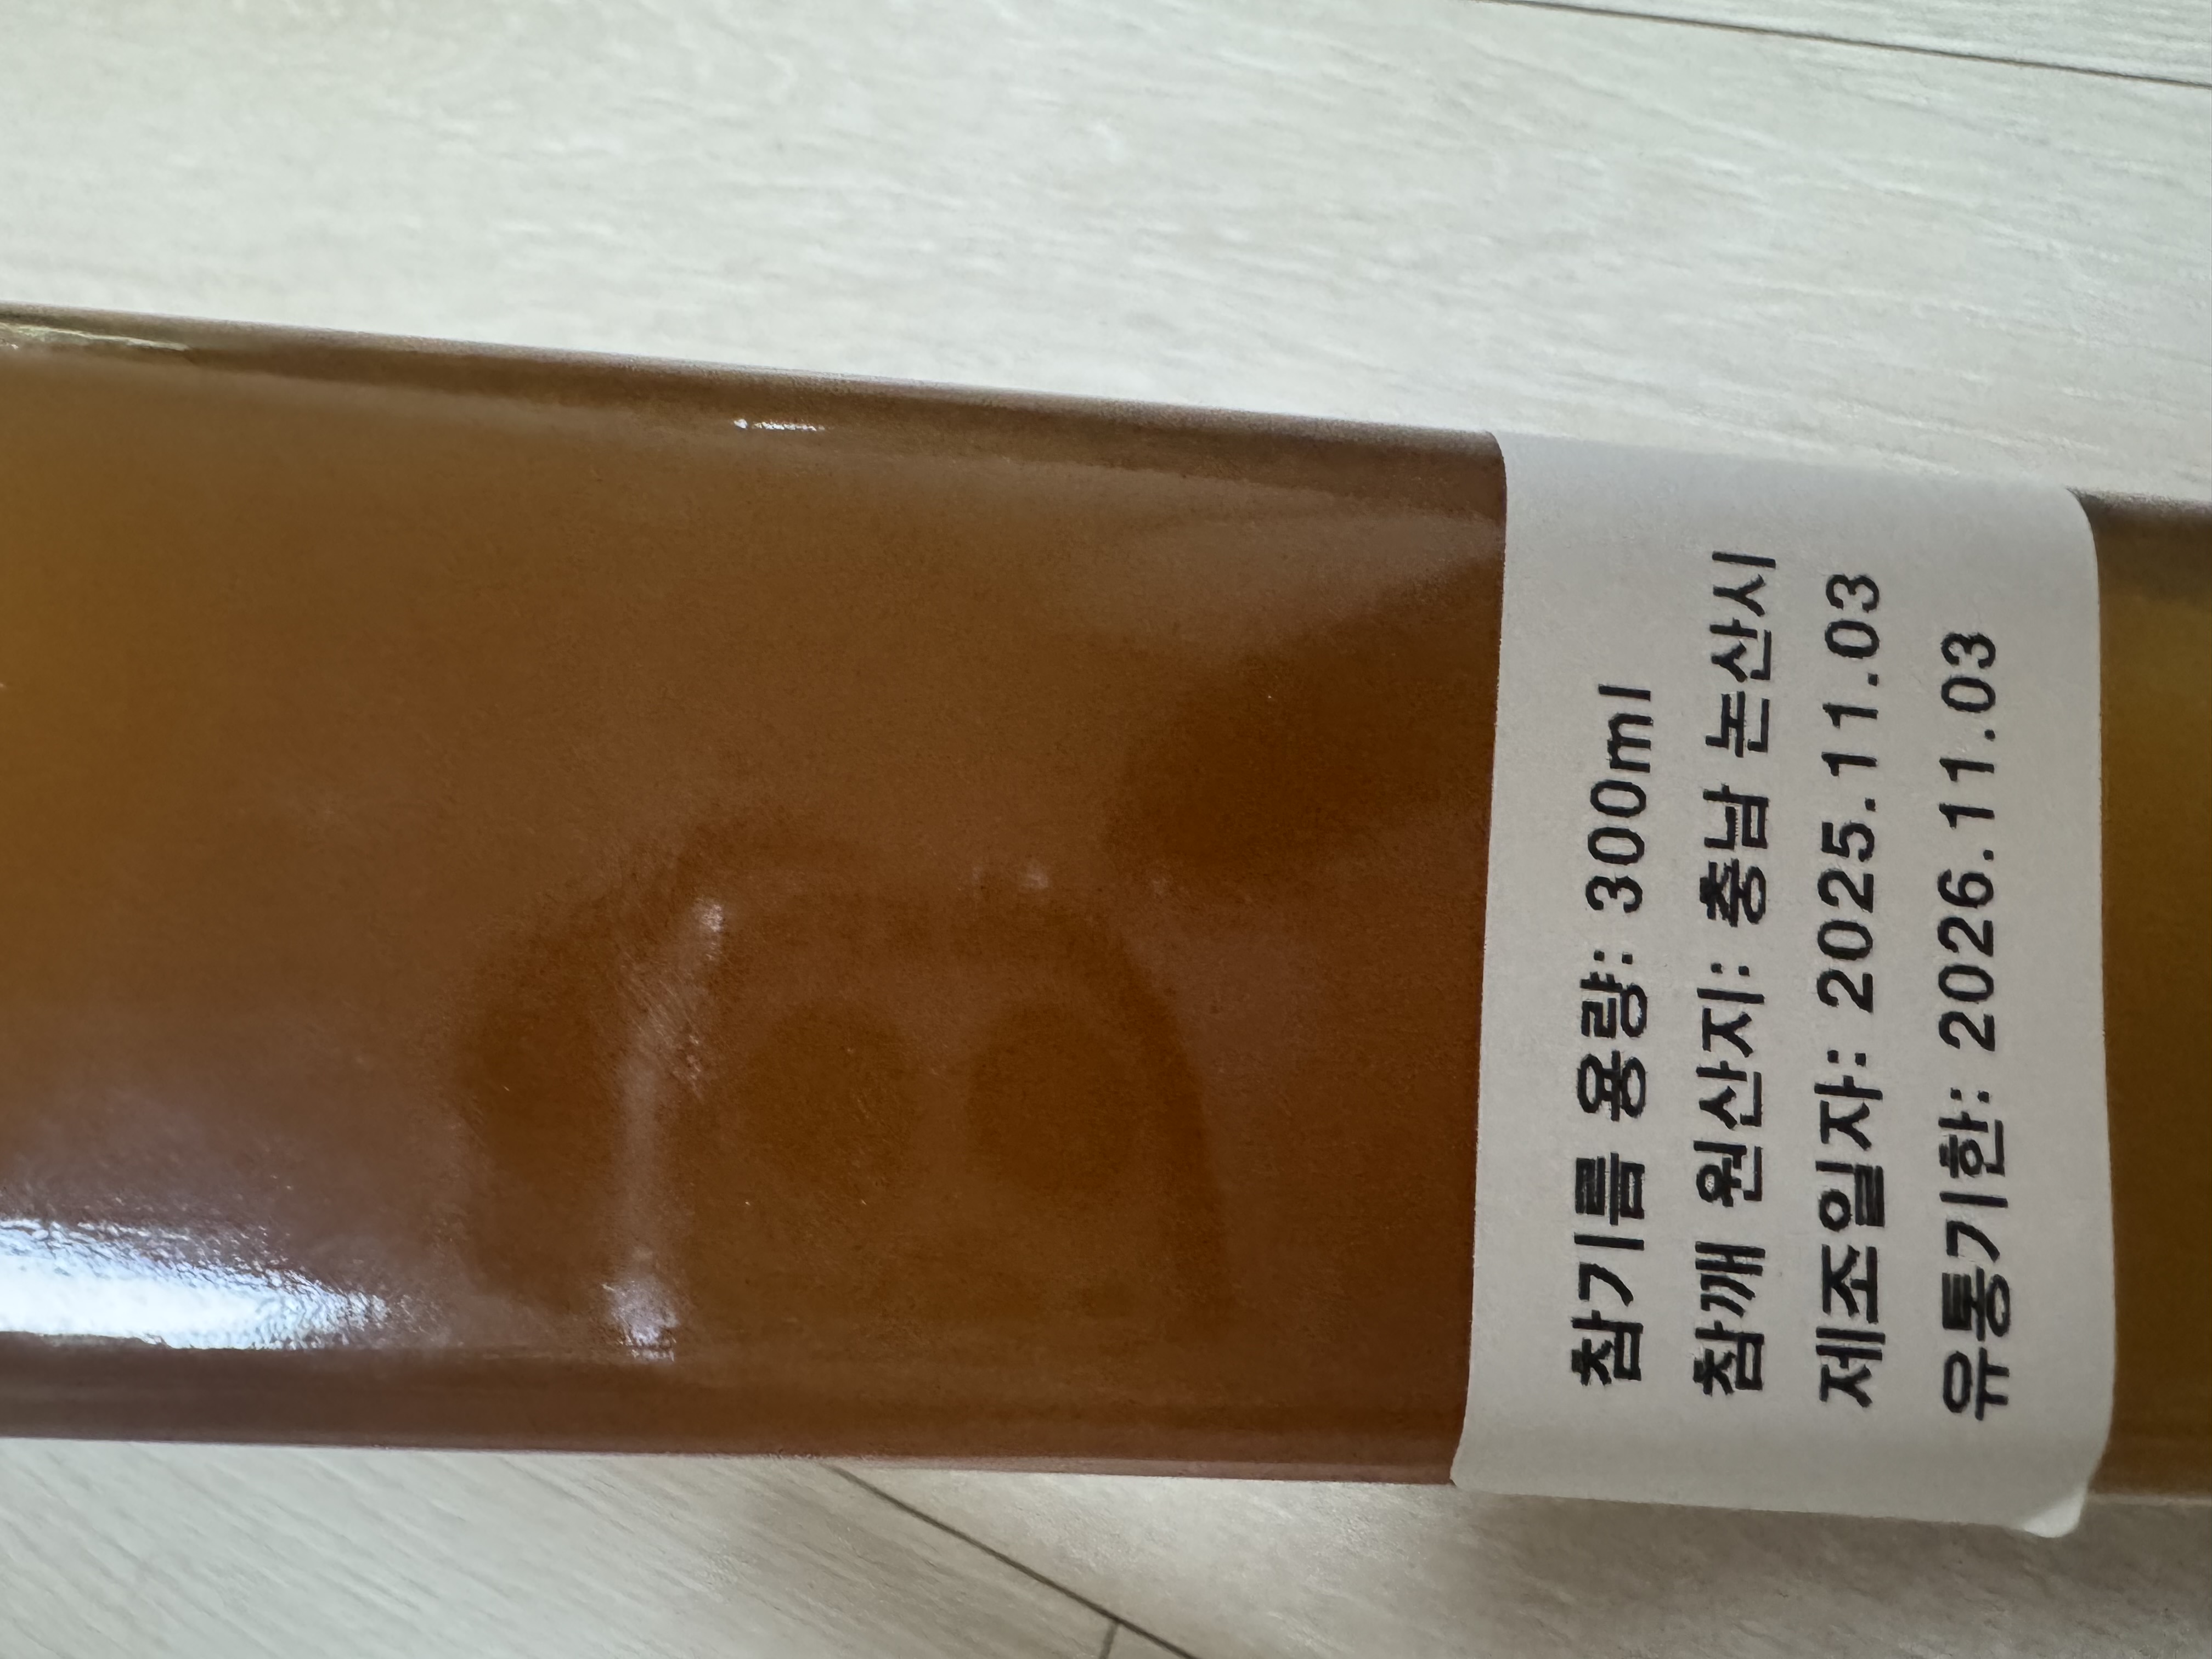 참기름 용량: 300ml
참깨 원산지: 충남 논산시
제조일자: 2025.11.03
유통기한: 2026.11.03